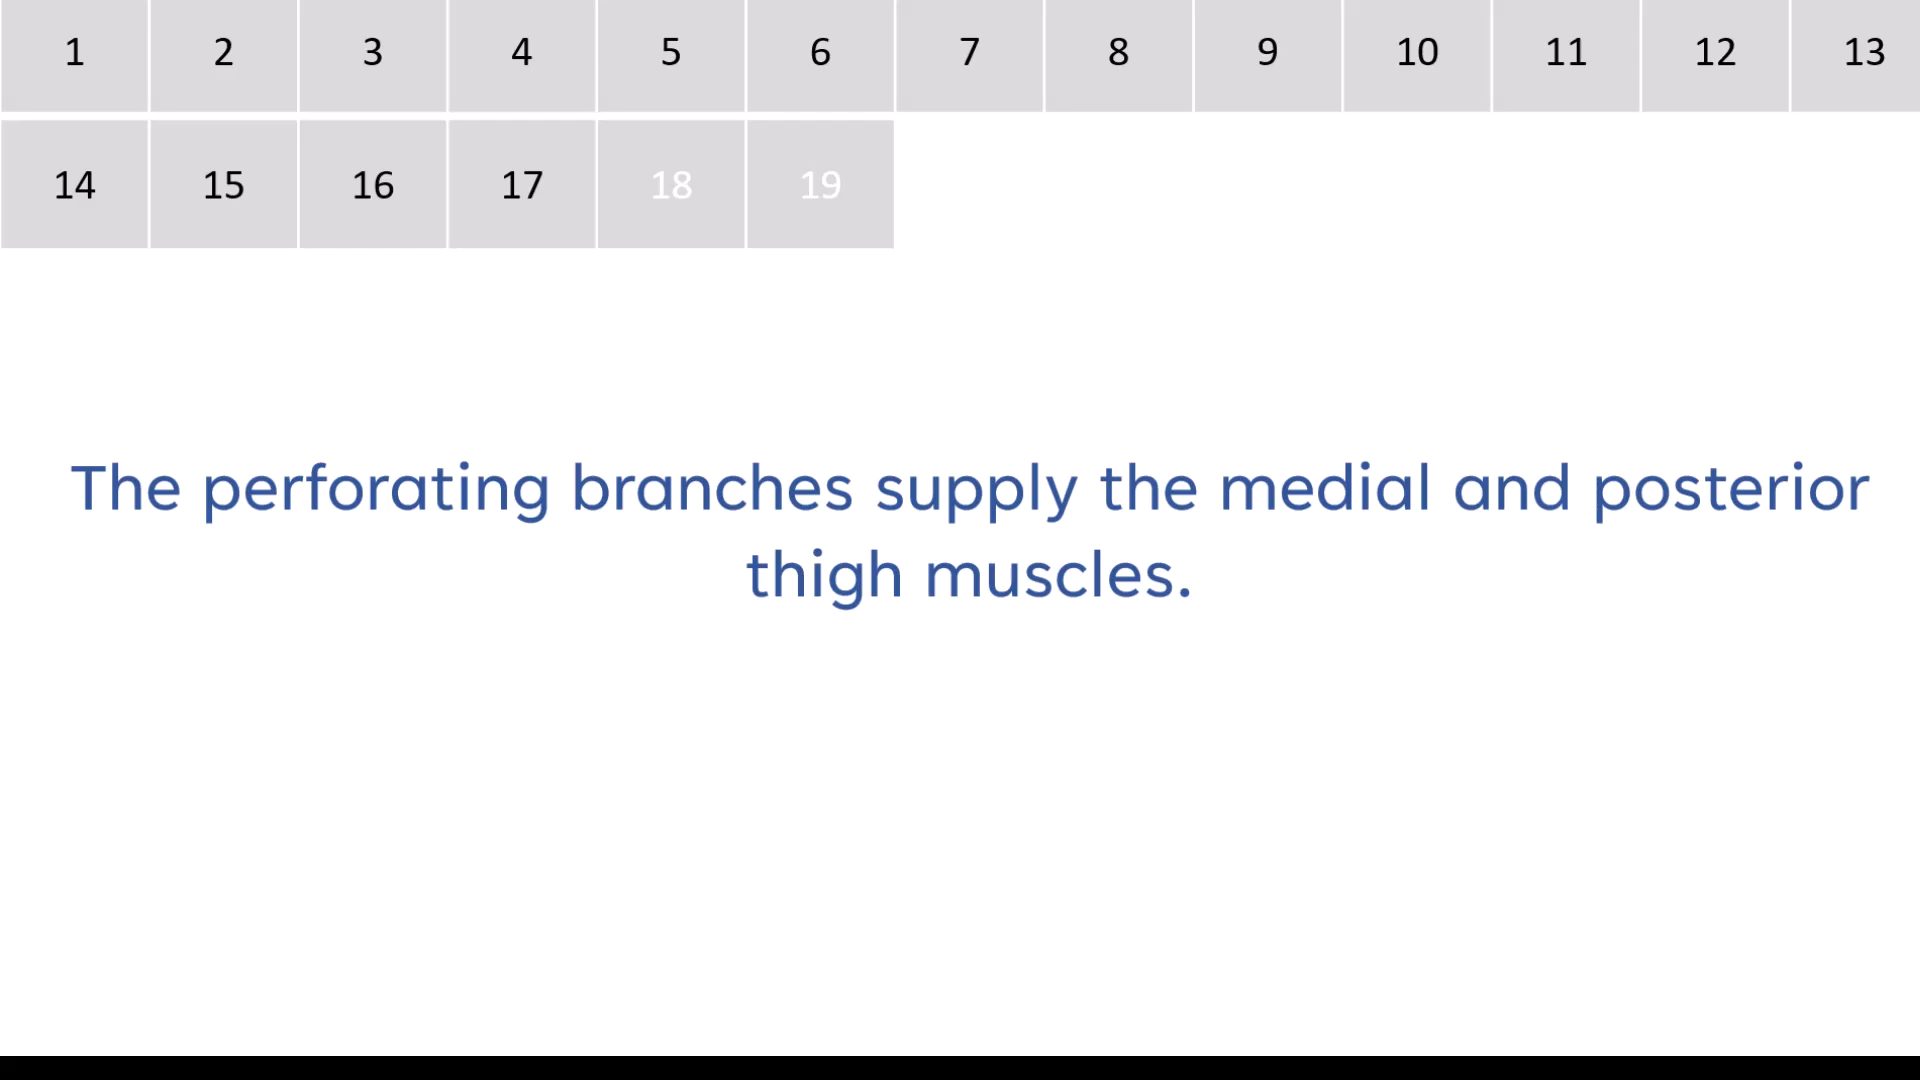 1 2 3 4 5 6 7 8 9 10 11 12 13
14 15 16 17 18 19
The perforating branches supply the medial and posterior
thigh muscles.